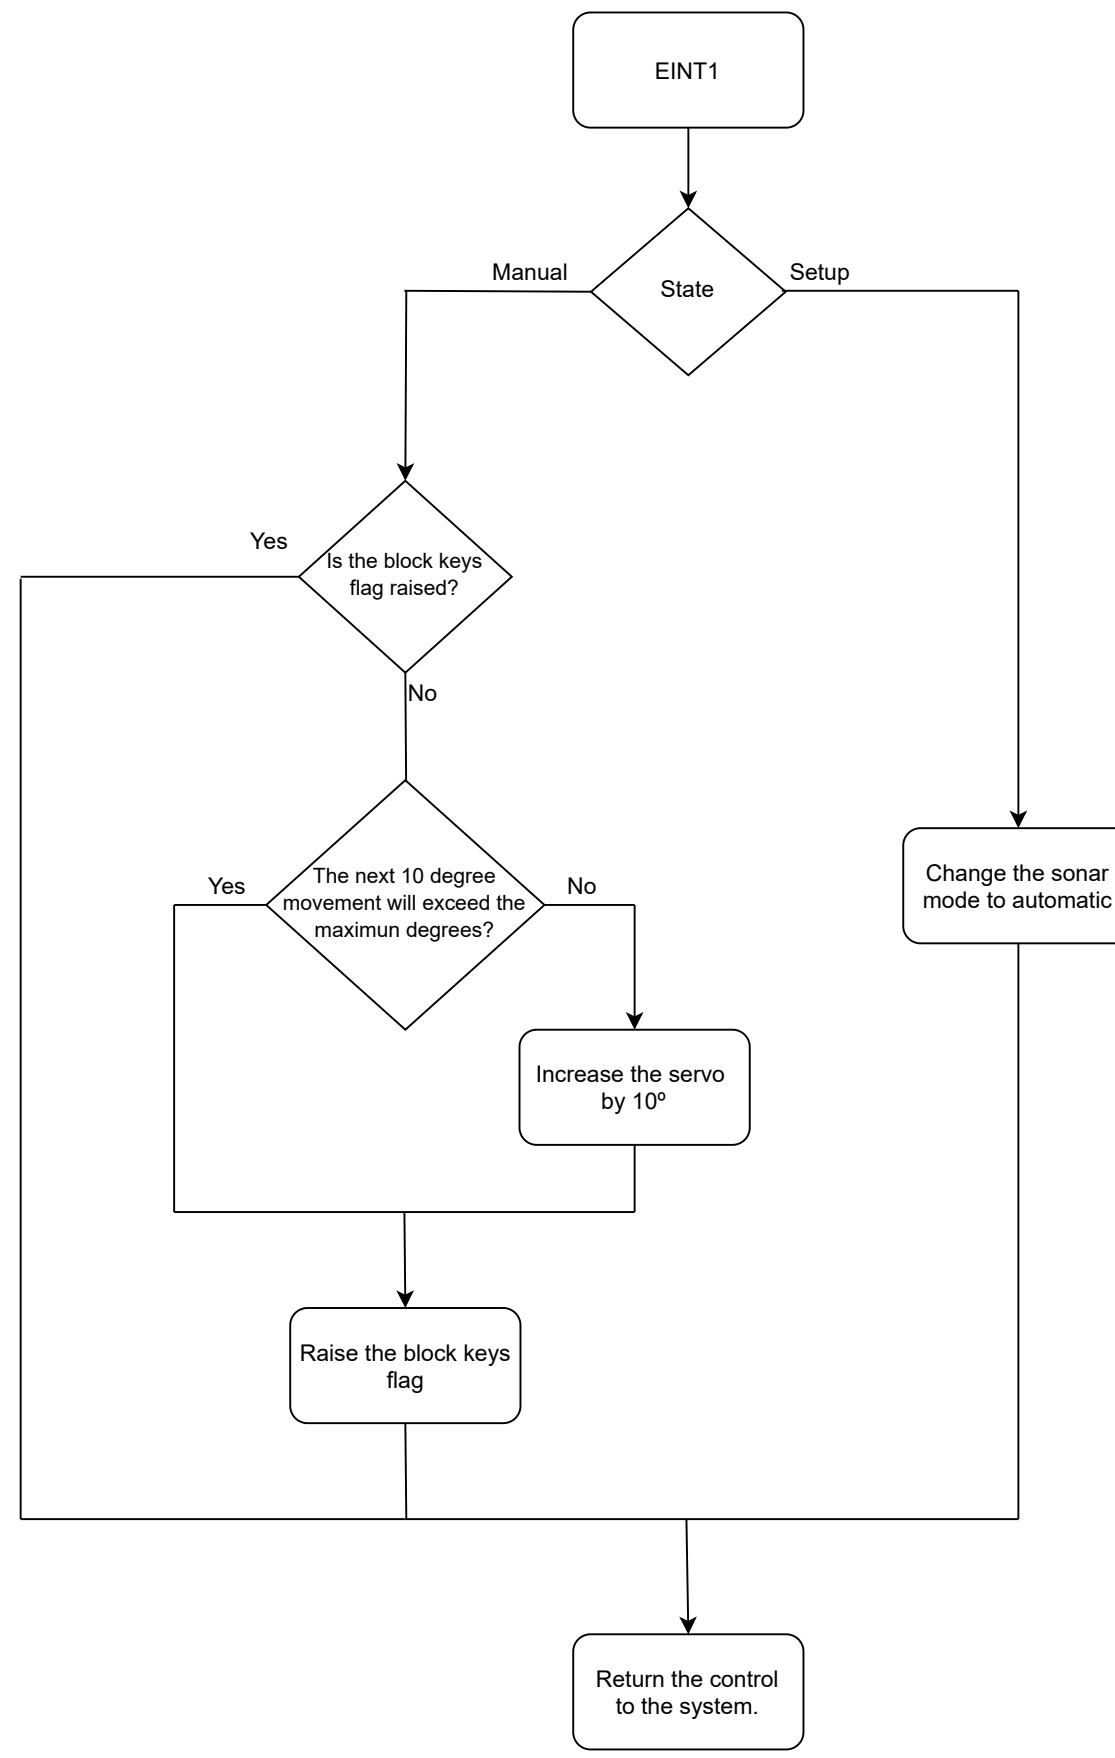 EINT1
Manual
Setup
State
Yes
Is the block keys
flag raised?
No
The next 10 degree
movement will exceed the
maximun degrees?
Yes
No
Change the sonar
mode to automatic
Increase the servo
by 10º
Raise the block keys
flag
Return the control
to the system.